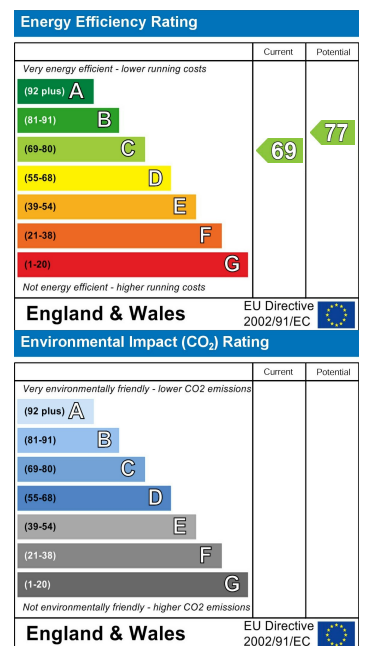 Energy Efficiency Rating
Current Potential
Very energy efficient - lower running costs
(92 plus) A
(81-91) B
(69-80) C
(55-68) D
(39-54) E
(21-38) F
(1-20) G
69
77
Not energy efficient - higher running costs
England & Wales
EU Directive
2002/91/EC
Environmental Impact (CO₂) Rating
Current Potential
Very environmentally friendly - lower CO2 emissions
(92 plus) A
(81-91) B
(69-80) C
(55-68) D
(39-54) E
(21-38) F
(1-20) G
Not environmentally friendly - higher CO2 emissions
England & Wales
EU Directive
2002/91/EC